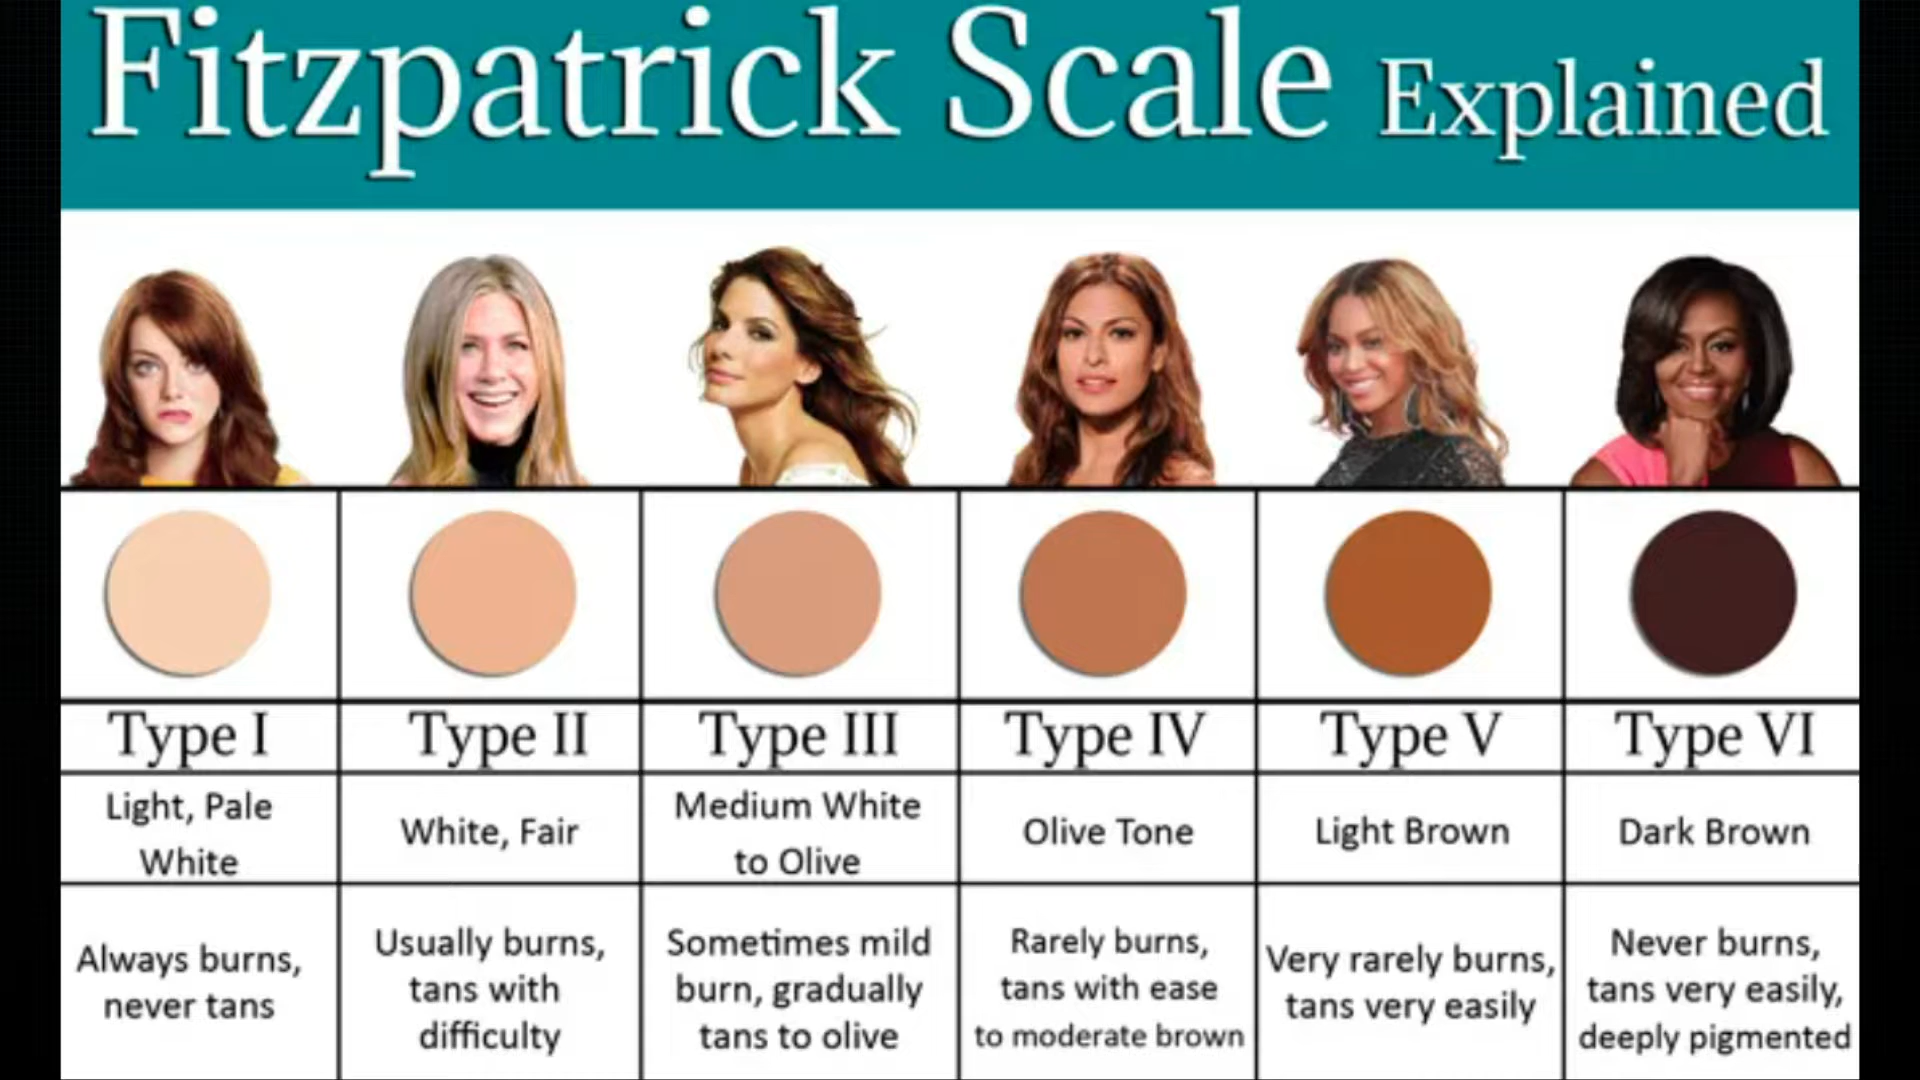 Fitzpatrick Scale Explained
Type I
Type II
Type III
Type IV
Type V
Type VI
Light, Pale
White
White, Fair
Medium White
to Olive
Olive Tone
Light Brown
Dark Brown
Always burns,
never tans
Usually burns,
tans with
difficulty
Sometimes mild
burn, gradually
tans to olive
Rarely burns,
tans with ease
to moderate brown
Very rarely burns,
tans very easily
Never burns,
tans very easily,
deeply pigmented